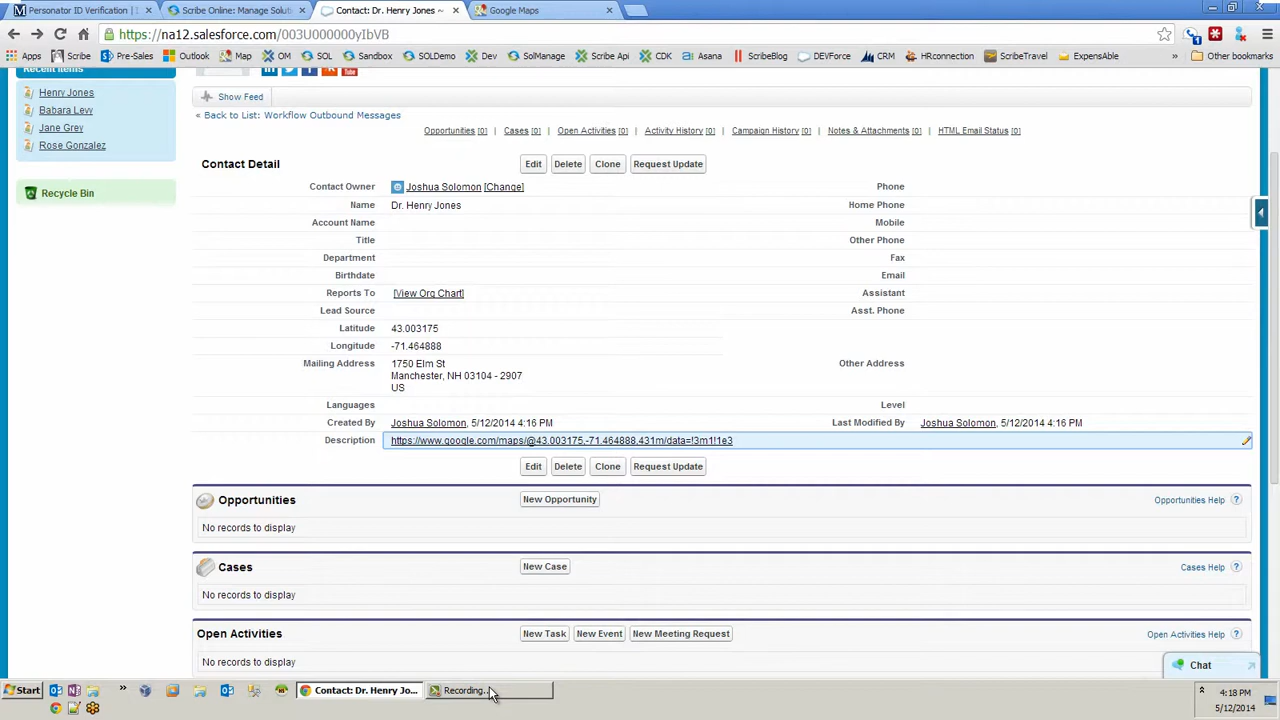 Personator ID Verification |
Scribe Online: Manage Soluti
Contact: Dr. Henry Jones ~
Google Maps
https://na12.salesforce.com/003U000000yIbVB
Apps
Scribe
Pre-Sales
Outlook
Map
OM
SOL
Sandbox
SOLDemo
Dev
SolManage
Scribe Api
CDK
Asana
ScribeBlog
DEVForce
CRM
HRconnection
ScribeTravel
ExpensAble
»
Other bookmarks
Recent Items
Henry Jones
Babara Levy
Jane Grey
Rose Gonzalez
Recycle Bin
Show Feed
« Back to List: Workflow Outbound Messages
Opportunities [0] | Cases [0] | Open Activities [0] | Activity History [0] | Campaign History [0] | Notes & Attachments [0] | HTML Email Status [0]
Contact Detail
Edit Delete Clone Request Update
Contact Owner Joshua Solomon [Change]
Phone
Name Dr. Henry Jones
Home Phone
Account Name
Mobile
Title
Other Phone
Department
Fax
Birthdate
Email
Reports To [View Org Chart]
Assistant
Lead Source
Asst. Phone
Latitude 43.003175
Longitude -71.464888
Mailing Address 1750 Elm St
Manchester, NH 03104 - 2907
US
Other Address
Languages
Level
Created By Joshua Solomon, 5/12/2014 4:16 PM
Last Modified By Joshua Solomon, 5/12/2014 4:16 PM
Description https://www.google.com/maps/@43.003175,-71.464888,431m/data=!3m1!1e3
Edit Delete Clone Request Update
Opportunities
New Opportunity
Opportunities Help ?
No records to display
Cases
New Case
Cases Help ?
No records to display
Open Activities
New Task New Event New Meeting Request
Open Activities Help ?
No records to display
Chat
Start
»
Contact: Dr. Henry Jo...
Recording...
4:18 PM
5/12/2014